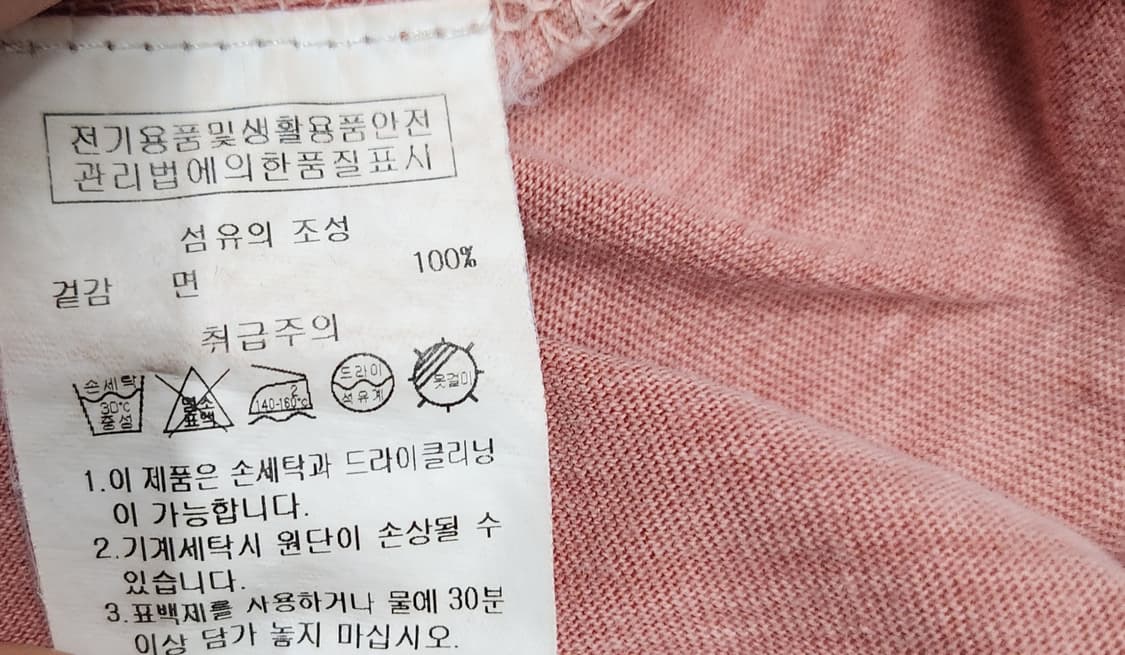 전기용품및생활용품안전
관리법에의한품질표시
섬유의 조성
겉감 면 100%
취급주의
손세탁
30℃
중성
염소
표백
2
140-160℃
드라이
석유계
옷걸이
1.이 제품은 손세탁과 드라이클리닝
이 가능합니다.
2.기계세탁시 원단이 손상될 수
있습니다.
3.표백제를 사용하거나 물에 30분
이상 담가 놓지 마십시오.